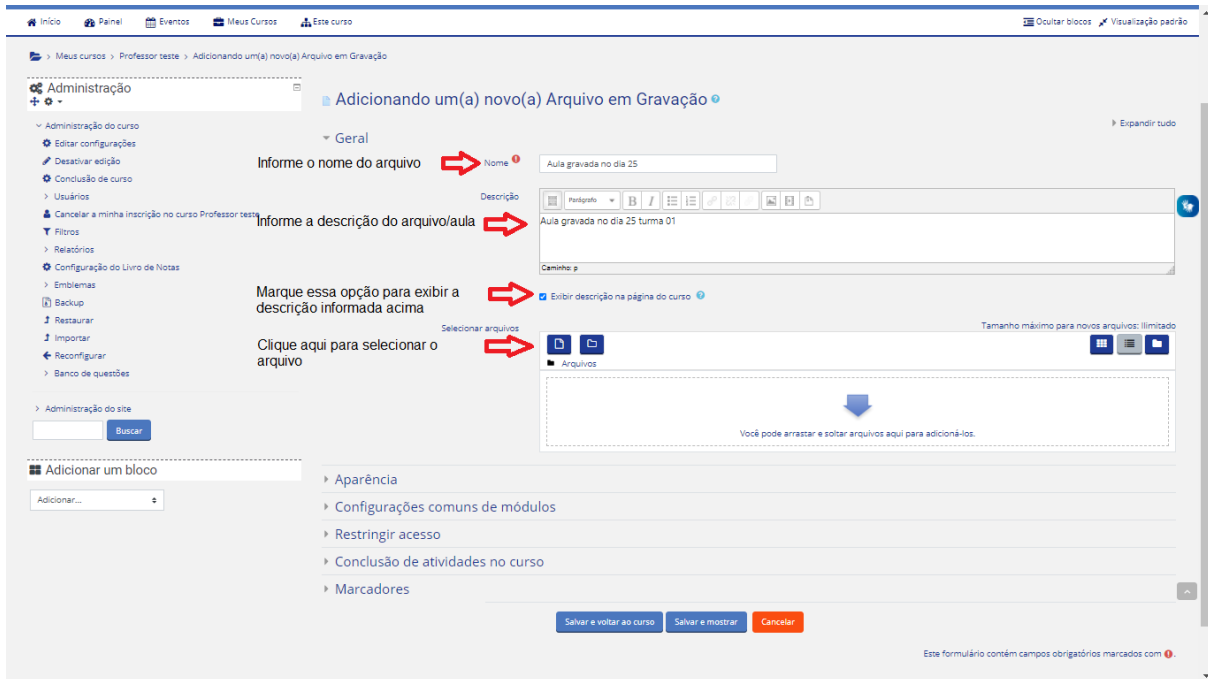 Início Painel Eventos Meus Cursos Este curso Ocultar blocos Visualização padrão
> Meus cursos > Professor teste > Adicionando um(a) novo(a) Arquivo em Gravação
Administração
Administração do curso
Editar configurações
Desativar edição
Conclusão de curso
> Usuários
Cancelar a minha inscrição no curso Professor teste
Filtros
> Relatórios
Configuração do Livro de Notas
> Emblemas
Backup
Restaurar
Importar
Reconfigurar
> Banco de questões
> Administração do site
Buscar
Adicionar um bloco
Adicionar...
Adicionando um(a) novo(a) Arquivo em Gravação
Expandir tudo
Geral
Informe o nome do arquivo
Nome
Aula gravada no dia 25
Descrição
Parágrafo B I
Informe a descrição do arquivo/aula
Aula gravada no dia 25 turma 01
Caminho: p
Marque essa opção para exibir a
descrição informada acima
Exibir descrição na página do curso
Selecionar arquivos
Tamanho máximo para novos arquivos: Ilimitado
Clique aqui para selecionar o
arquivo
Arquivos
Você pode arrastar e soltar arquivos aqui para adicioná-los.
Aparência
Configurações comuns de módulos
Restringir acesso
Conclusão de atividades no curso
Marcadores
Salvar e voltar ao curso Salvar e mostrar Cancelar
Este formulário contém campos obrigatórios marcados com .